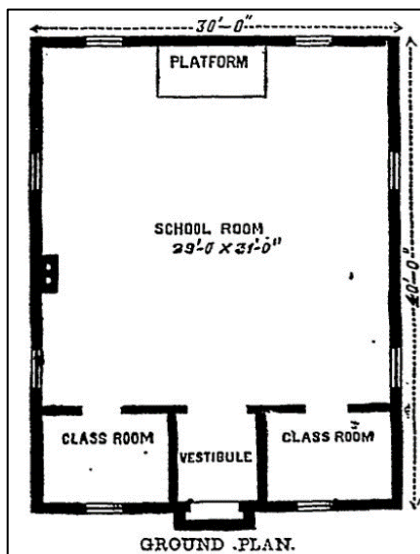 30'-0"
PLATFORM
SCHOOL ROOM
29'-0 X 31'-0"
40'-0"
CLASS ROOM
VESTIBULE
CLASS ROOM
GROUND PLAN.